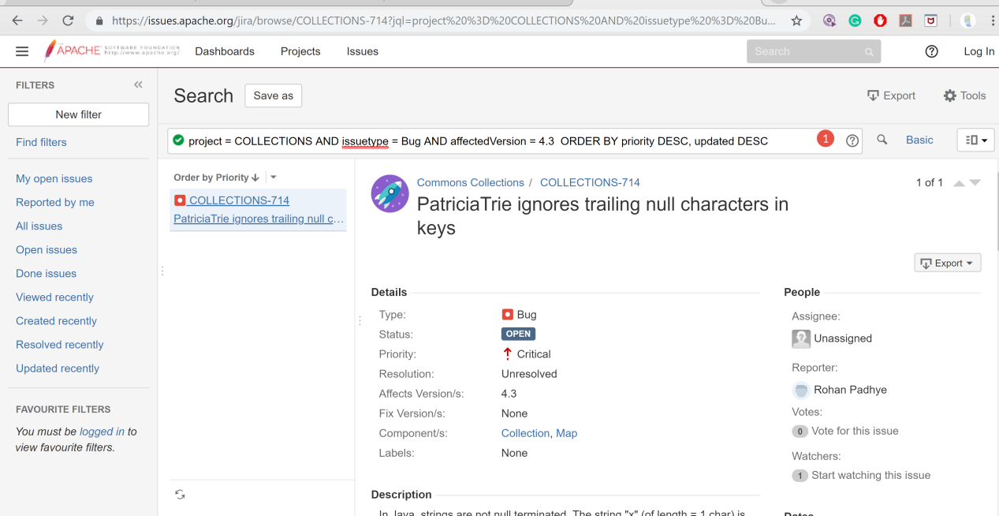 https://issues.apache.org/jira/browse/COLLECTIONS-714?jql=project%20%3D%20COLLECTIONS%20AND%20issuetype%20%3D%20Bu...
THE APACHE SOFTWARE FOUNDATION
http://www.apache.org/
Dashboards Projects Issues Search Log In
FILTERS
New filter
Find filters
My open issues
Reported by me
All issues
Open issues
Done issues
Viewed recently
Created recently
Resolved recently
Updated recently
FAVOURITE FILTERS
You must be logged in to
view favourite filters.
Search Save as Export Tools
project = COLLECTIONS AND issuetype = Bug AND affectedVersion = 4.3 ORDER BY priority DESC, updated DESC 1 Basic
Order by Priority
COLLECTIONS-714
PatriciaTrie ignores trailing null c...
Commons Collections / COLLECTIONS-714 1 of 1
PatriciaTrie ignores trailing null characters in
keys
Export
Details
Type: Bug
Status: OPEN
Priority: Critical
Resolution: Unresolved
Affects Version/s: 4.3
Fix Version/s: None
Component/s: Collection, Map
Labels: None
People
Assignee:
Unassigned
Reporter:
Rohan Padhye
Votes:
0 Vote for this issue
Watchers:
1 Start watching this issue
Description
In Java, strings are not null terminated. The string "x" (of length = 1 char) is
Dates